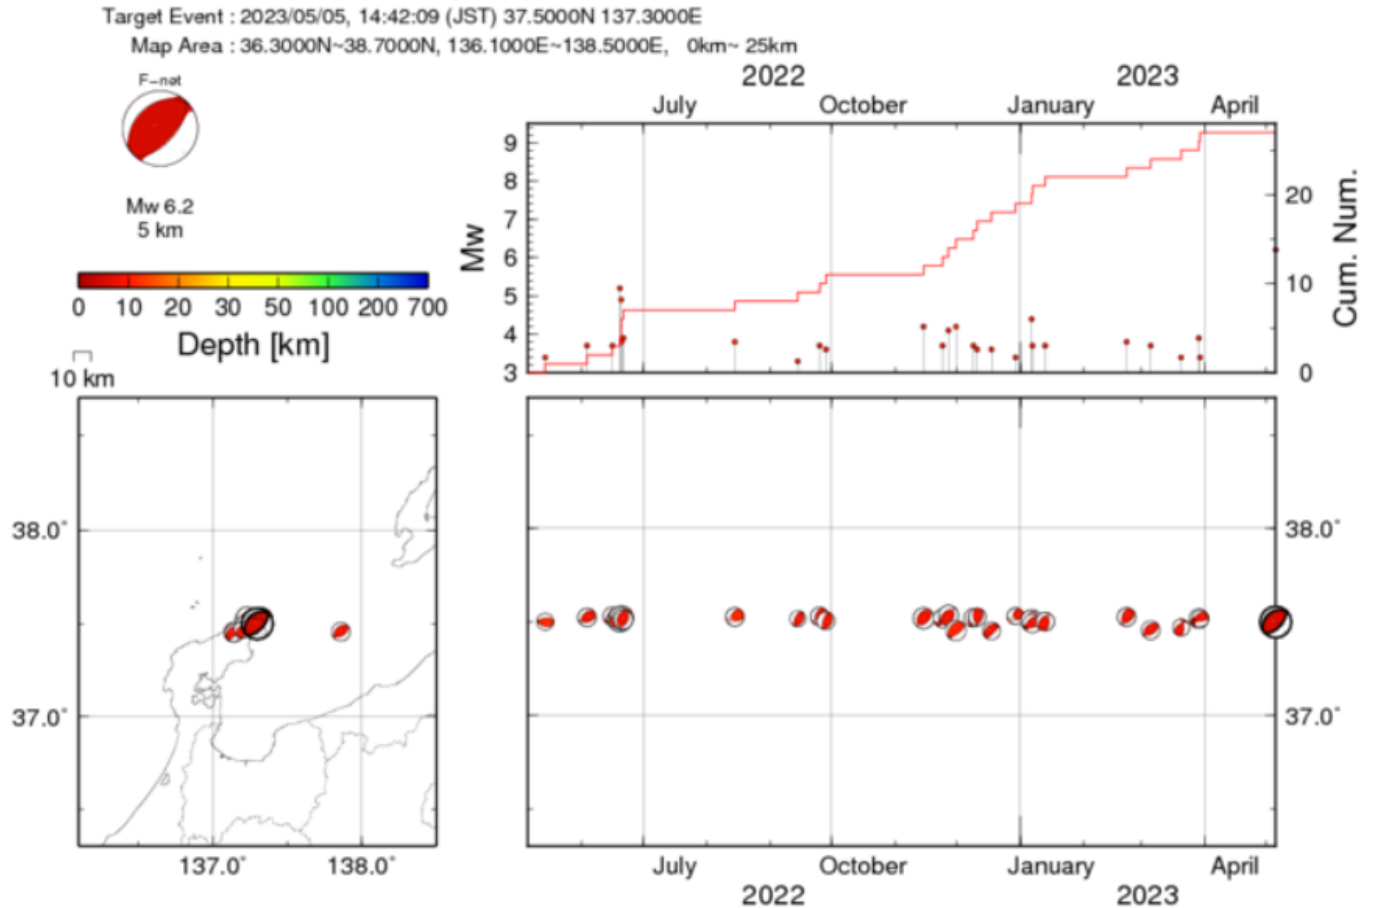 Target Event : 2023/05/05, 14:42:09 (JST) 37.5000N 137.3000E
Map Area : 36.3000N~38.7000N, 136.1000E~138.5000E, 0km~ 25km
F-net
Mw 6.2
5 km
0 10 20 30 50 100 200 700
Depth [km]
10 km
2022 2023
July October January April
Mw
9
8
7
6
5
4
3
20
10
0
Cum. Num.
38.0°
37.0°
137.0° 138.0°
38.0°
37.0°
July October January April
2022 2023